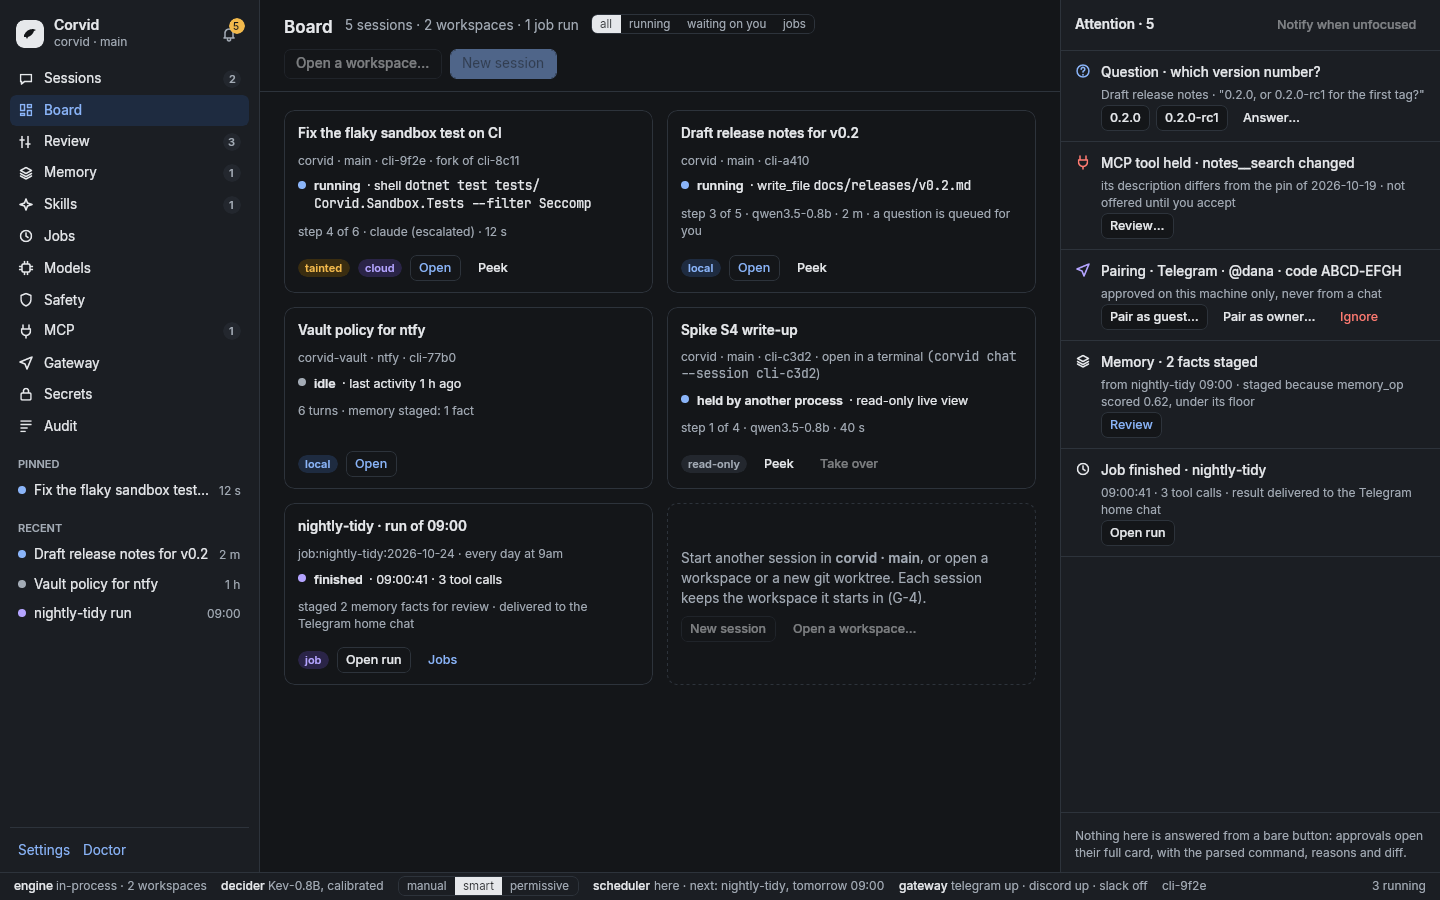 Corvid
corvid · main
5
Sessions 2
Board
Review 3
Memory 1
Skills 1
Jobs
Models
Safety
MCP 1
Gateway
Secrets
Audit
PINNED
Fix the flaky sandbox test... 12 s
RECENT
Draft release notes for v0.2 2 m
Vault policy for ntfy 1 h
nightly-tidy run 09:00
Settings Doctor
Board 5 sessions · 2 workspaces · 1 job run all running waiting on you jobs
Open a workspace... New session
Fix the flaky sandbox test on CI
corvid · main · cli-9f2e · fork of cli-8c11
running · shell dotnet test tests/
Corvid.Sandbox.Tests --filter Seccomp
step 4 of 6 · claude (escalated) · 12 s
tainted cloud Open Peek
Draft release notes for v0.2
corvid · main · cli-a410
running · write_file docs/releases/v0.2.md
step 3 of 5 · qwen3.5-0.8b · 2 m · a question is queued for
you
local Open Peek
Vault policy for ntfy
corvid-vault · ntfy · cli-77b0
idle · last activity 1 h ago
6 turns · memory staged: 1 fact
local Open
Spike S4 write-up
corvid · main · cli-c3d2 · open in a terminal (corvid chat
--session cli-c3d2)
held by another process · read-only live view
step 1 of 4 · qwen3.5-0.8b · 40 s
read-only Peek Take over
nightly-tidy · run of 09:00
job:nightly-tidy:2026-10-24 · every day at 9am
finished · 09:00:41 · 3 tool calls
staged 2 memory facts for review · delivered to the
Telegram home chat
job Open run Jobs
Start another session in corvid · main, or open a
workspace or a new git worktree. Each session
keeps the workspace it starts in (G-4).
New session Open a workspace...
Attention · 5 Notify when unfocused
Question · which version number?
Draft release notes · "0.2.0, or 0.2.0-rc1 for the first tag?"
0.2.0 0.2.0-rc1 Answer...
MCP tool held · notes__search changed
its description differs from the pin of 2026-10-19 · not
offered until you accept
Review...
Pairing · Telegram · @dana · code ABCD-EFGH
approved on this machine only, never from a chat
Pair as guest... Pair as owner... Ignore
Memory · 2 facts staged
from nightly-tidy 09:00 · staged because memory_op
scored 0.62, under its floor
Review
Job finished · nightly-tidy
09:00:41 · 3 tool calls · result delivered to the Telegram
home chat
Open run
Nothing here is answered from a bare button: approvals open
their full card, with the parsed command, reasons and diff.
engine in-process · 2 workspaces decider Kev-0.8B, calibrated manual smart permissive scheduler here · next: nightly-tidy, tomorrow 09:00 gateway telegram up · discord up · slack off cli-9f2e 3 running